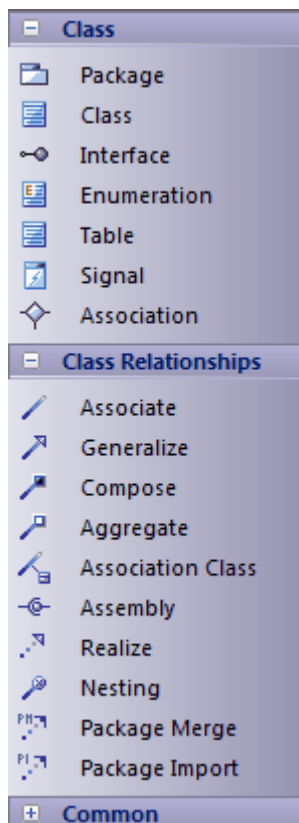 Class
Package
Class
Interface
Enumeration
Table
Signal
Association
Class Relationships
Associate
Generalize
Compose
Aggregate
Association Class
Assembly
Realize
Nesting
Package Merge
Package Import
Common